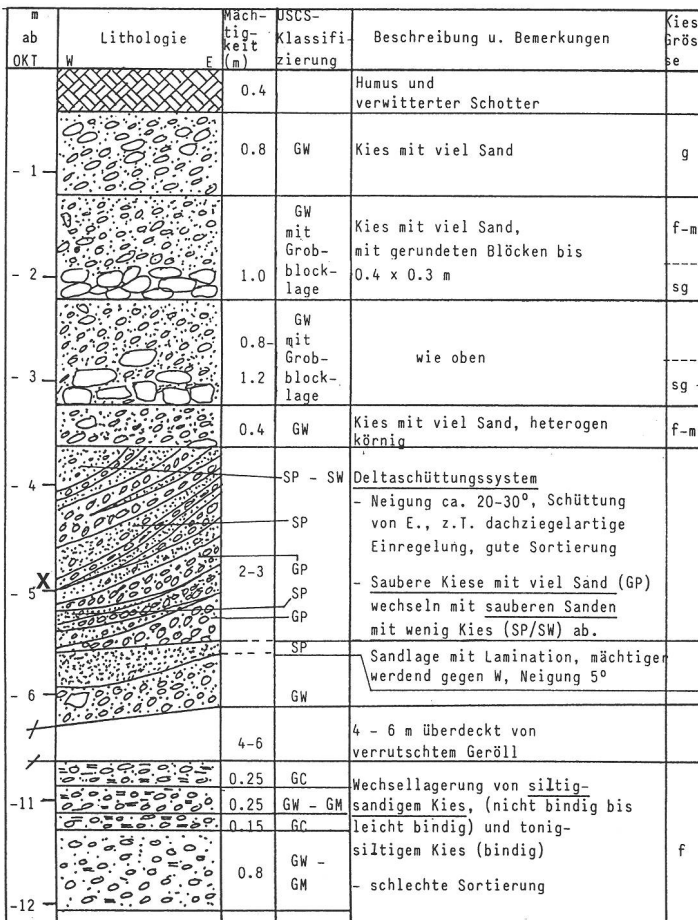 m
ab
OKT
Lithologie
W E
Mäch-
tig-
keit
(m)
USCS-
Klassifi-
zierung
Beschreibung u. Bemerkungen
Kies
Grös
se
0.4
Humus und
verwitterter Schotter
- 1
0.8
GW
Kies mit viel Sand
g
- 2
1.0
GW
mit
Grob-
block-
lage
Kies mit viel Sand,
mit gerundeten Blöcken bis
0.4 x 0.3 m
f-m
sg
- 3
0.8-
1.2
GW
mit
Grob-
block-
lage
wie oben
sg
0.4
GW
Kies mit viel Sand, heterogen
körnig
f-m
- 4
X
- 5
- 6
2-3
SP - SW
SP
GP
SP
GP
SP
GW
Deltaschüttungssystem
- Neigung ca. 20-30°, Schüttung
von E., z.T. dachziegelartige
Einregelung, gute Sortierung
- Saubere Kiese mit viel Sand (GP)
wechseln mit sauberen Sanden
mit wenig Kies (SP/SW) ab.
Sandlage mit Lamination, mächtiger
werdend gegen W, Neigung 5°
4-6
4 - 6 m überdeckt von
verrutschtem Geröll
-11
0.25
GC
0.25
GW - GM
0.15
GC
Wechsellagerung von siltig-
sandigem Kies, (nicht bindig bis
leicht bindig) und tonig-
siltigem Kies (bindig)
- schlechte Sortierung
f
0.8
GW -
GM
-12